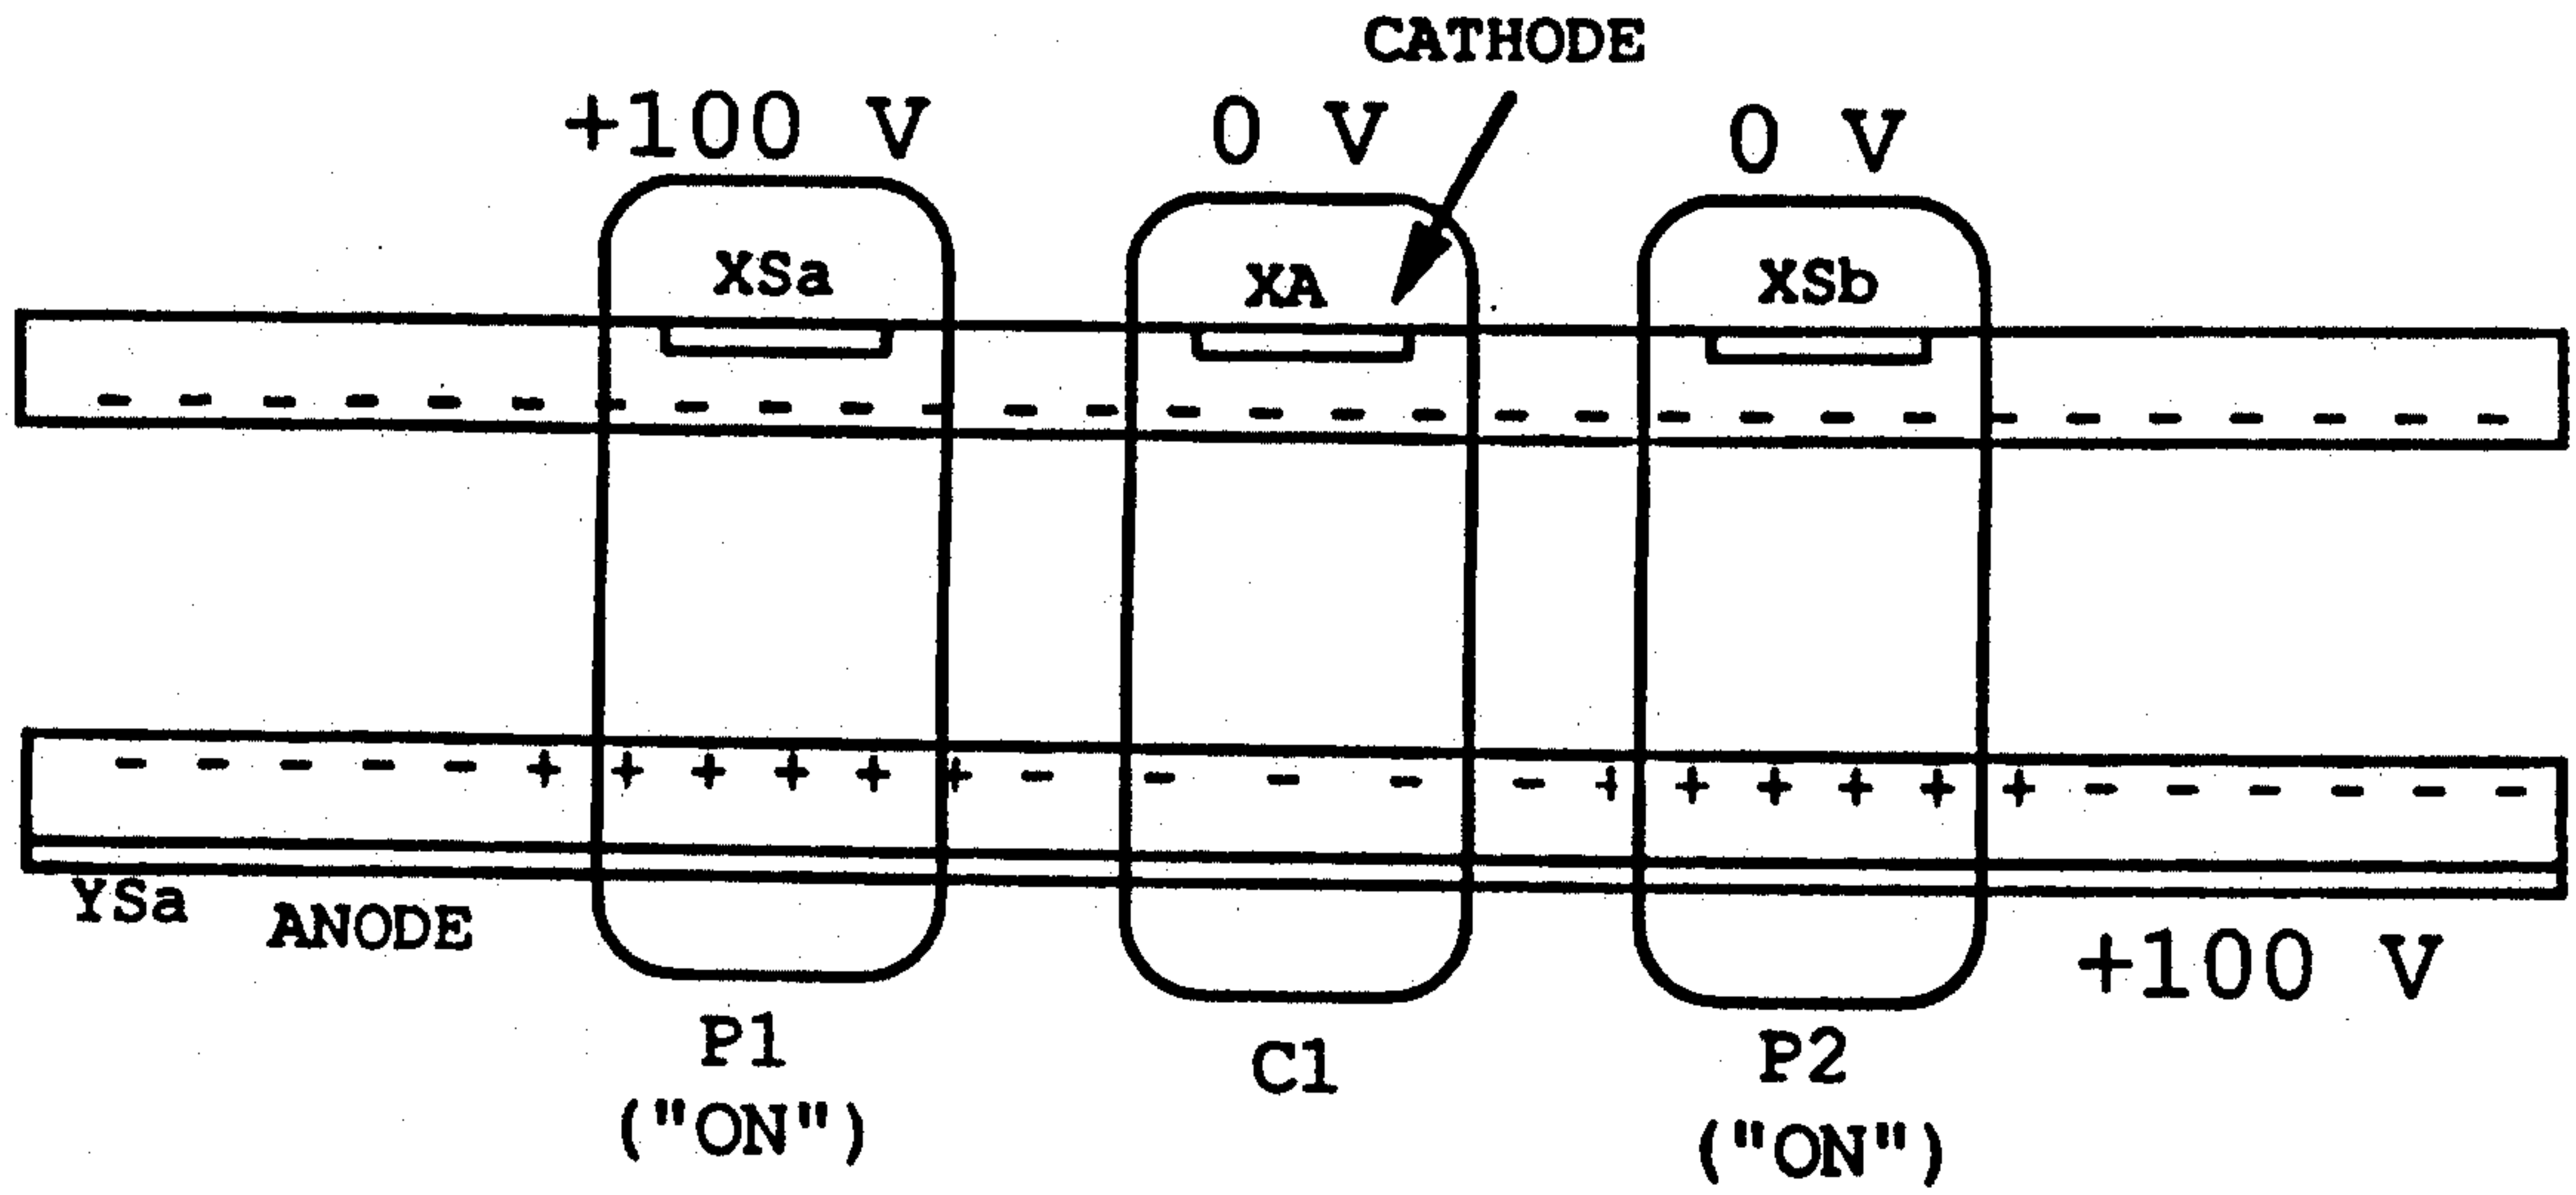 CATHODE
+100 V
0 V
0 V
XSa
XA
XSb
- - - - - - - - - - - - - - - - - - - - - - - - - - - - - -
- - - - - + + + + + + - - - - - + + + + + + - - - - - -
YSa
ANODE
+100 V
P1
C1
P2
("ON")
("ON")